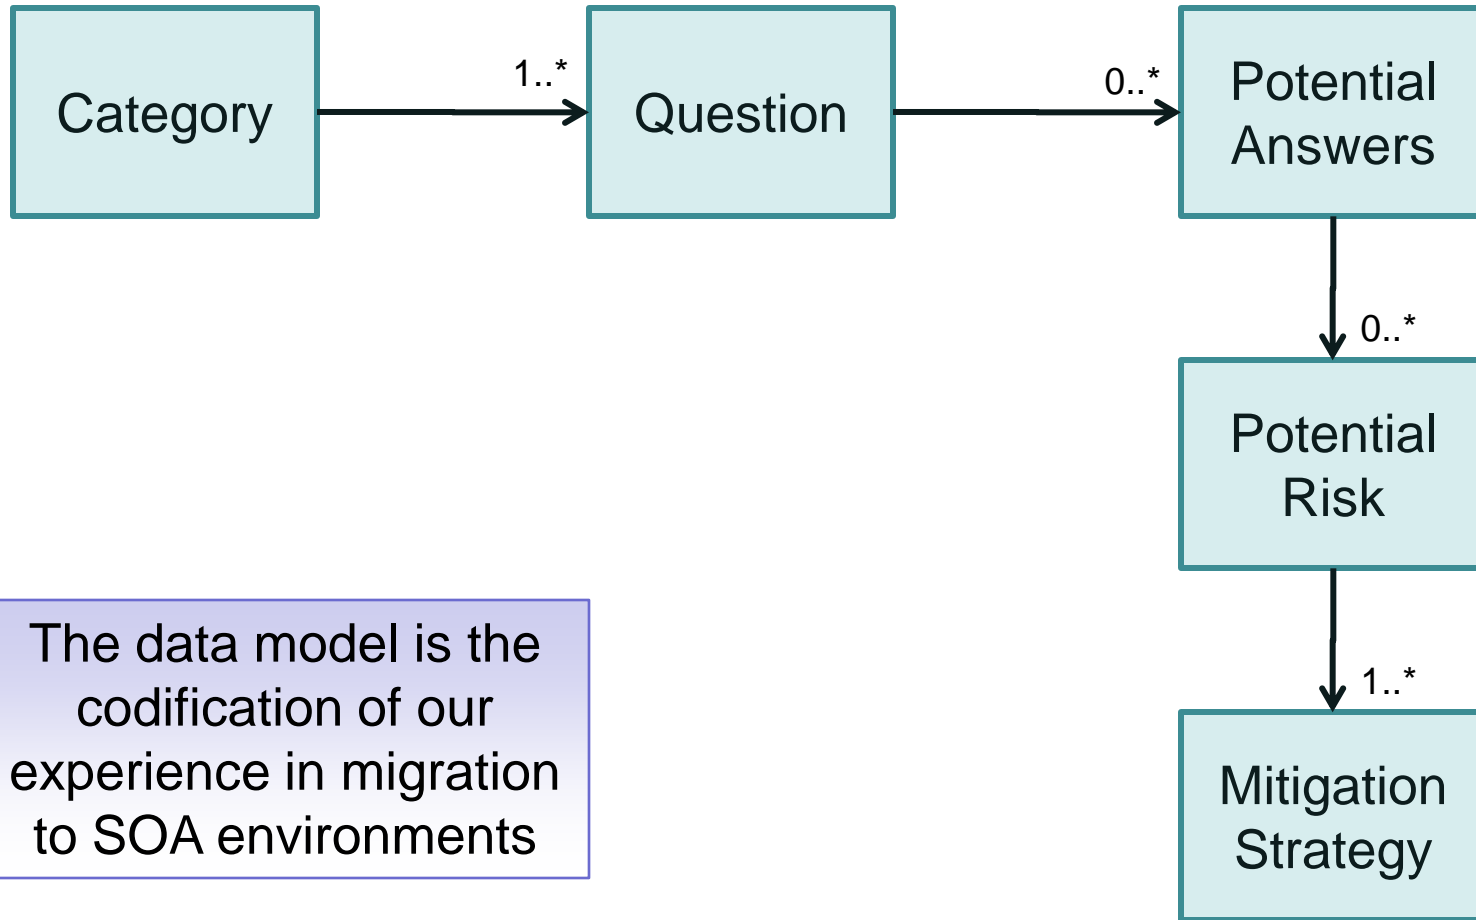 Category
1..*
Question
0..*
Potential
Answers
0..*
Potential
Risk
1..*
Mitigation
Strategy
The data model is the
codification of our
experience in migration
to SOA environments